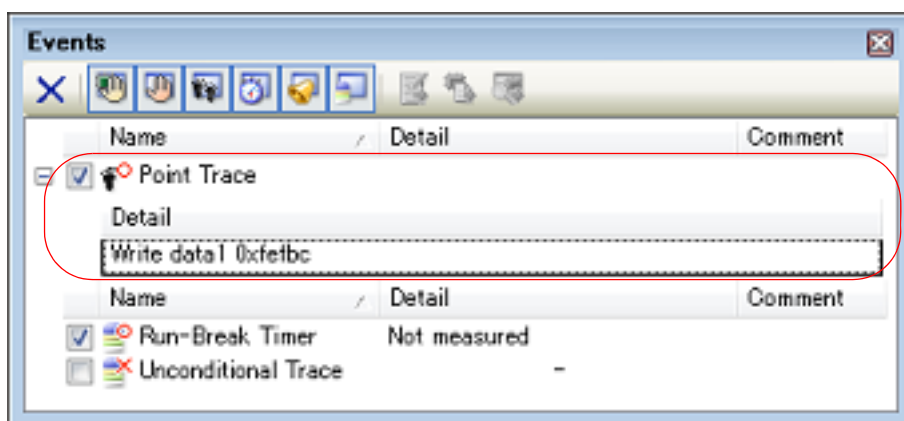 Events
Name Detail Comment
Point Trace
Detail
Write data1 0xfefbc
Name Detail Comment
Run-Break Timer Not measured
Unconditional Trace -